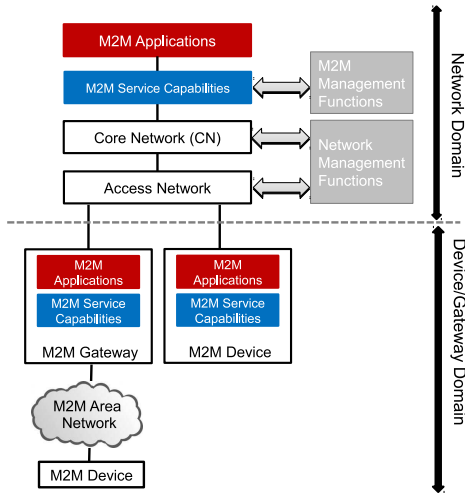 M2M Applications
M2M Service Capabilities
Core Network (CN)
Access Network
M2M
Management
Functions
Network
Management
Functions
Network Domain
M2M
Applications
M2M Service
Capabilities
M2M Gateway
M2M
Applications
M2M Service
Capabilities
M2M Device
M2M Area
Network
M2M Device
Device/Gateway Domain